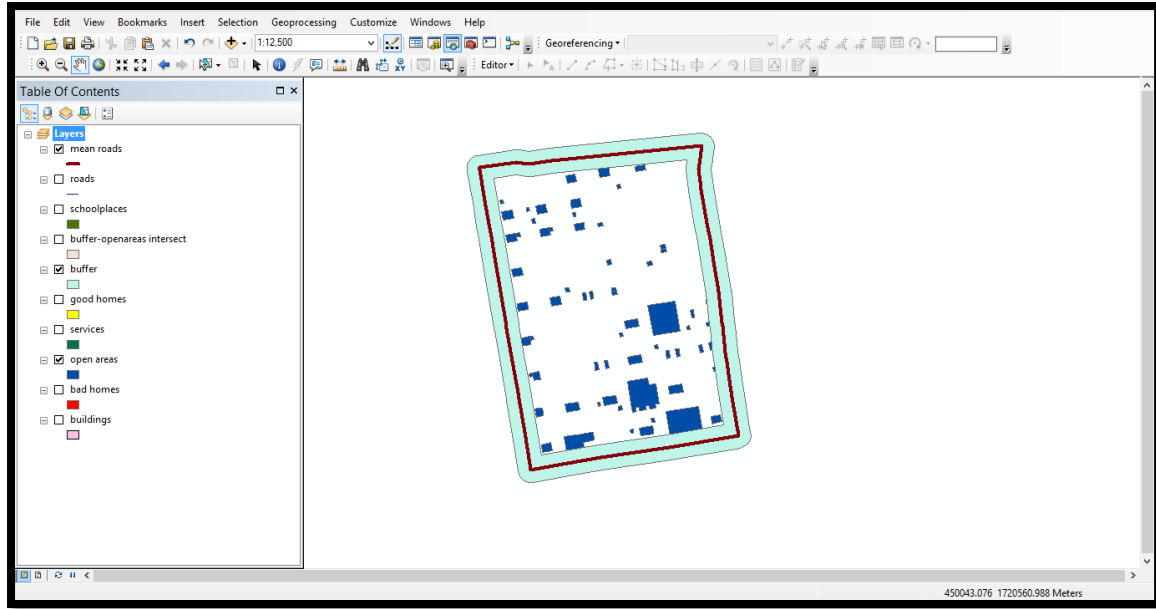 File Edit View Bookmarks Insert Selection Geoprocessing Customize Windows Help
1:12,500 Georeferencing
Editor
Table Of Contents
Layers
mean roads
roads
schoolplaces
buffer-openareas intersect
buffer
good homes
services
open areas
bad homes
buildings
450043.076 1720560.988 Meters